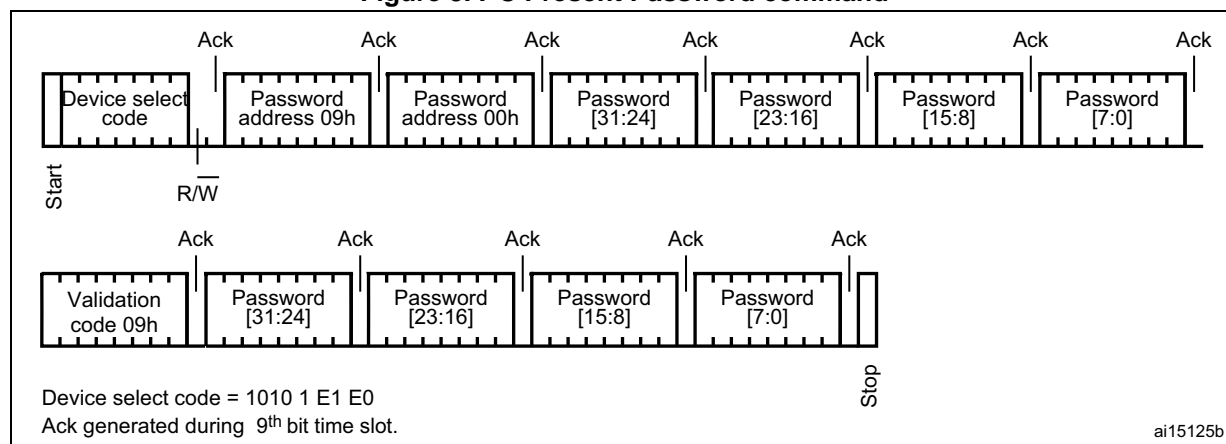 Ack Ack Ack Ack Ack Ack Ack
Device select code
Password address 09h
Password address 00h
Password [31:24]
Password [23:16]
Password [15:8]
Password [7:0]
Start
R/W̅
Ack Ack Ack Ack Ack
Validation code 09h
Password [31:24]
Password [23:16]
Password [15:8]
Password [7:0]
Stop
Device select code = 1010 1 E1 E0
Ack generated during 9th bit time slot.
ai15125b